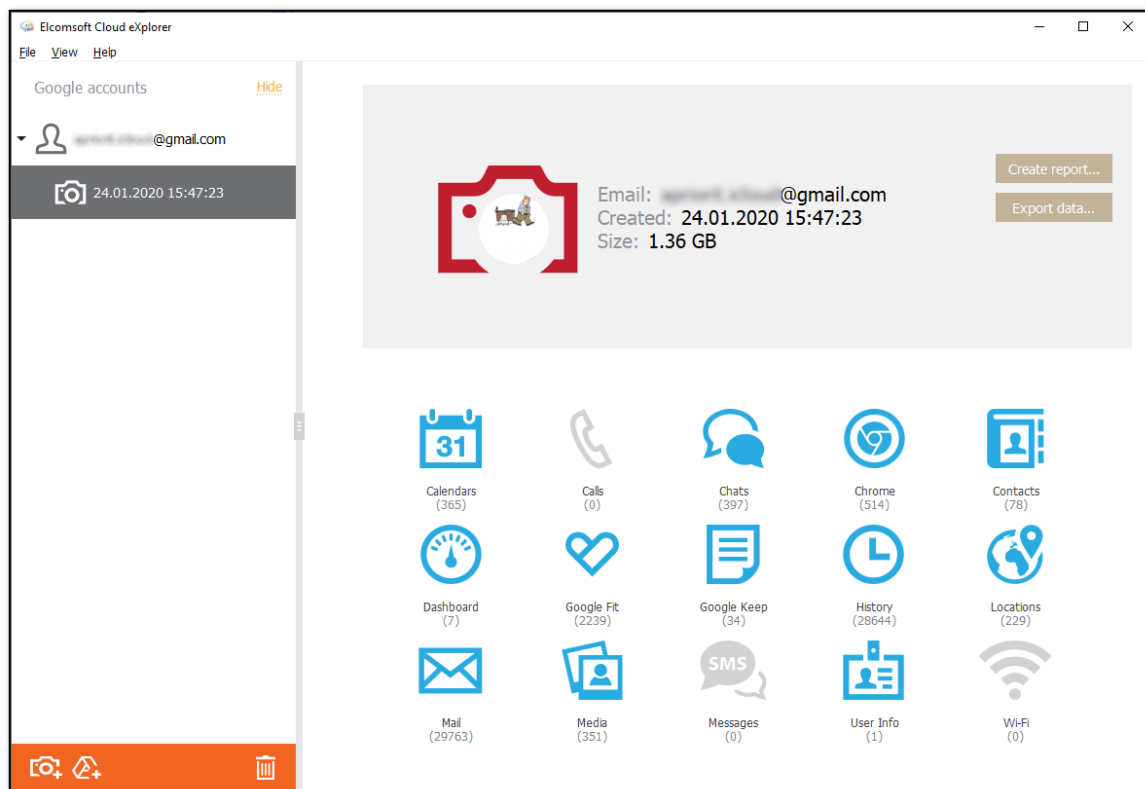 Elcomsoft Cloud eXplorer
File View Help
Google accounts Hide
@gmail.com
24.01.2020 15:47:23
Email: @gmail.com
Created: 24.01.2020 15:47:23
Size: 1.36 GB
Create report...
Export data...
31
Calendars
(365)
Calls
(0)
Chats
(397)
Chrome
(514)
Contacts
(78)
Dashboard
(7)
Google Fit
(2239)
Google Keep
(34)
History
(28644)
Locations
(229)
SMS
Mail
(29763)
Media
(351)
Messages
(0)
User Info
(1)
Wi-Fi
(0)